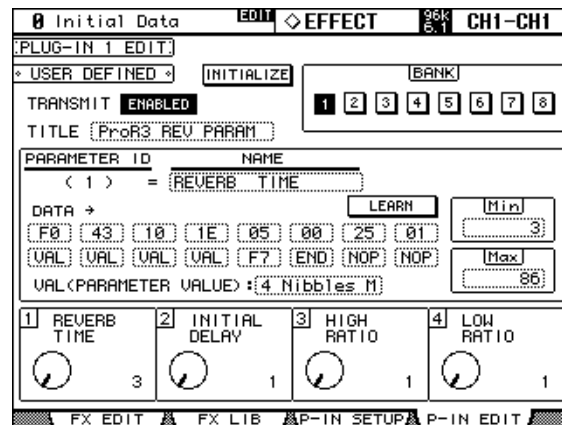 0 Initial Data EDIT ◇EFFECT 96k 6.1 CH1-CH1
PLUG-IN 1 EDIT
USER DEFINED INITIALIZE BANK
TRANSMIT ENABLED 1 2 3 4 5 6 7 8
TITLE ProR3 REV PARAM
PARAMETER ID NAME
( 1 ) = REVERB TIME
DATA → LEARN Min
F0 43 10 1E 05 00 25 01 3
VAL VAL VAL VAL F7 END NOP NOP Max
VAL(PARAMETER VALUE): 4 Nibbles M 86
1 REVERB TIME 3
2 INITIAL DELAY 1
3 HIGH RATIO 1
4 LOW RATIO 1
FX EDIT FX LIB P-IN SETUP P-IN EDIT